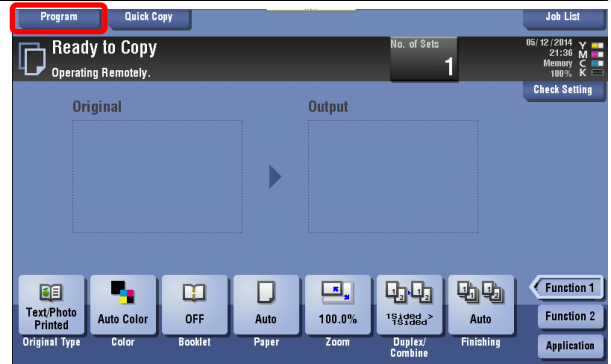 Program
Quick Copy
Job List
Ready to Copy
Operating Remotely.
No. of Sets
1
05/12/2014
21:36
Memory
100%
Y
M
C
K
Check Setting
Original
Output
Text/Photo
Printed
Original Type
Auto Color
Color
OFF
Booklet
Auto
Paper
100.0%
Zoom
1Sided >
1Sided
Duplex/
Combine
Auto
Finishing
Function 1
Function 2
Application